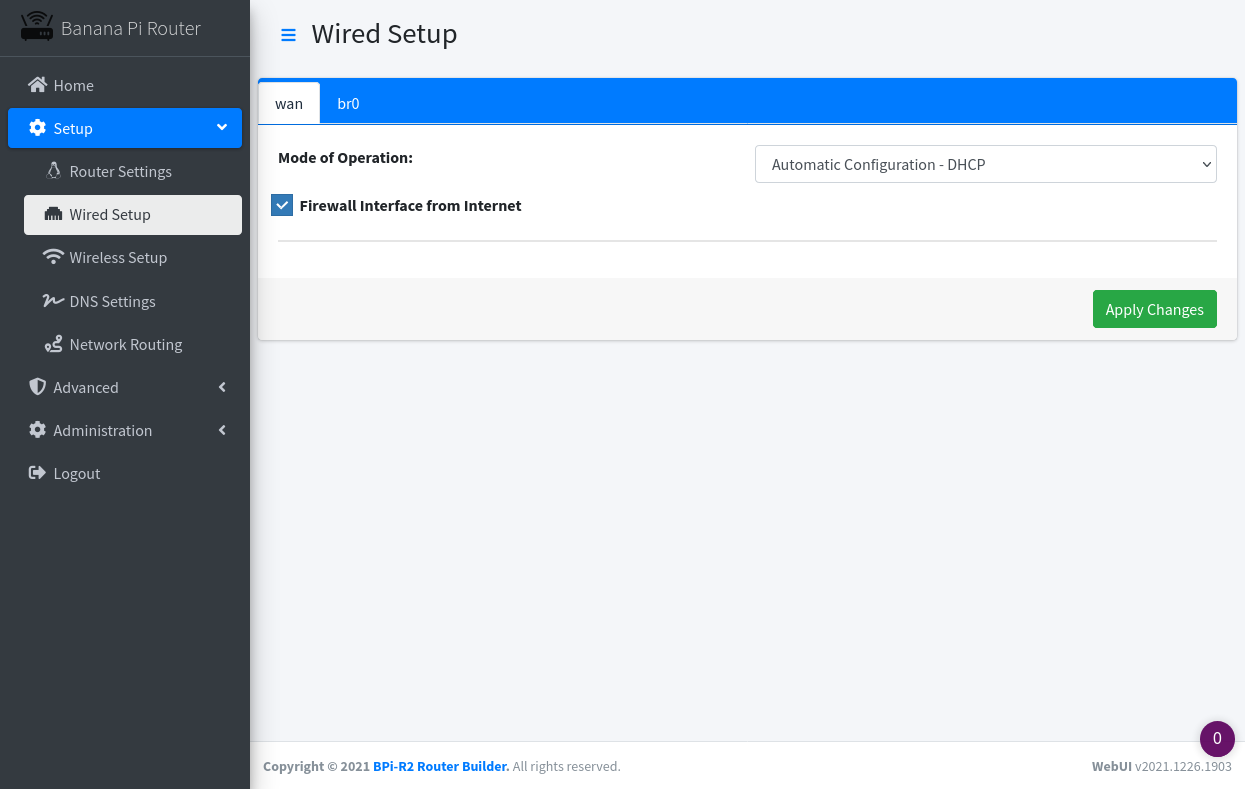 Banana Pi Router
Home
Setup
Router Settings
Wired Setup
Wireless Setup
DNS Settings
Network Routing
Advanced
Administration
Logout
Wired Setup
wan br0
Mode of Operation: Automatic Configuration - DHCP
Firewall Interface from Internet
Apply Changes
0
Copyright © 2021 BPi-R2 Router Builder. All rights reserved. WebUI v2021.1226.1903